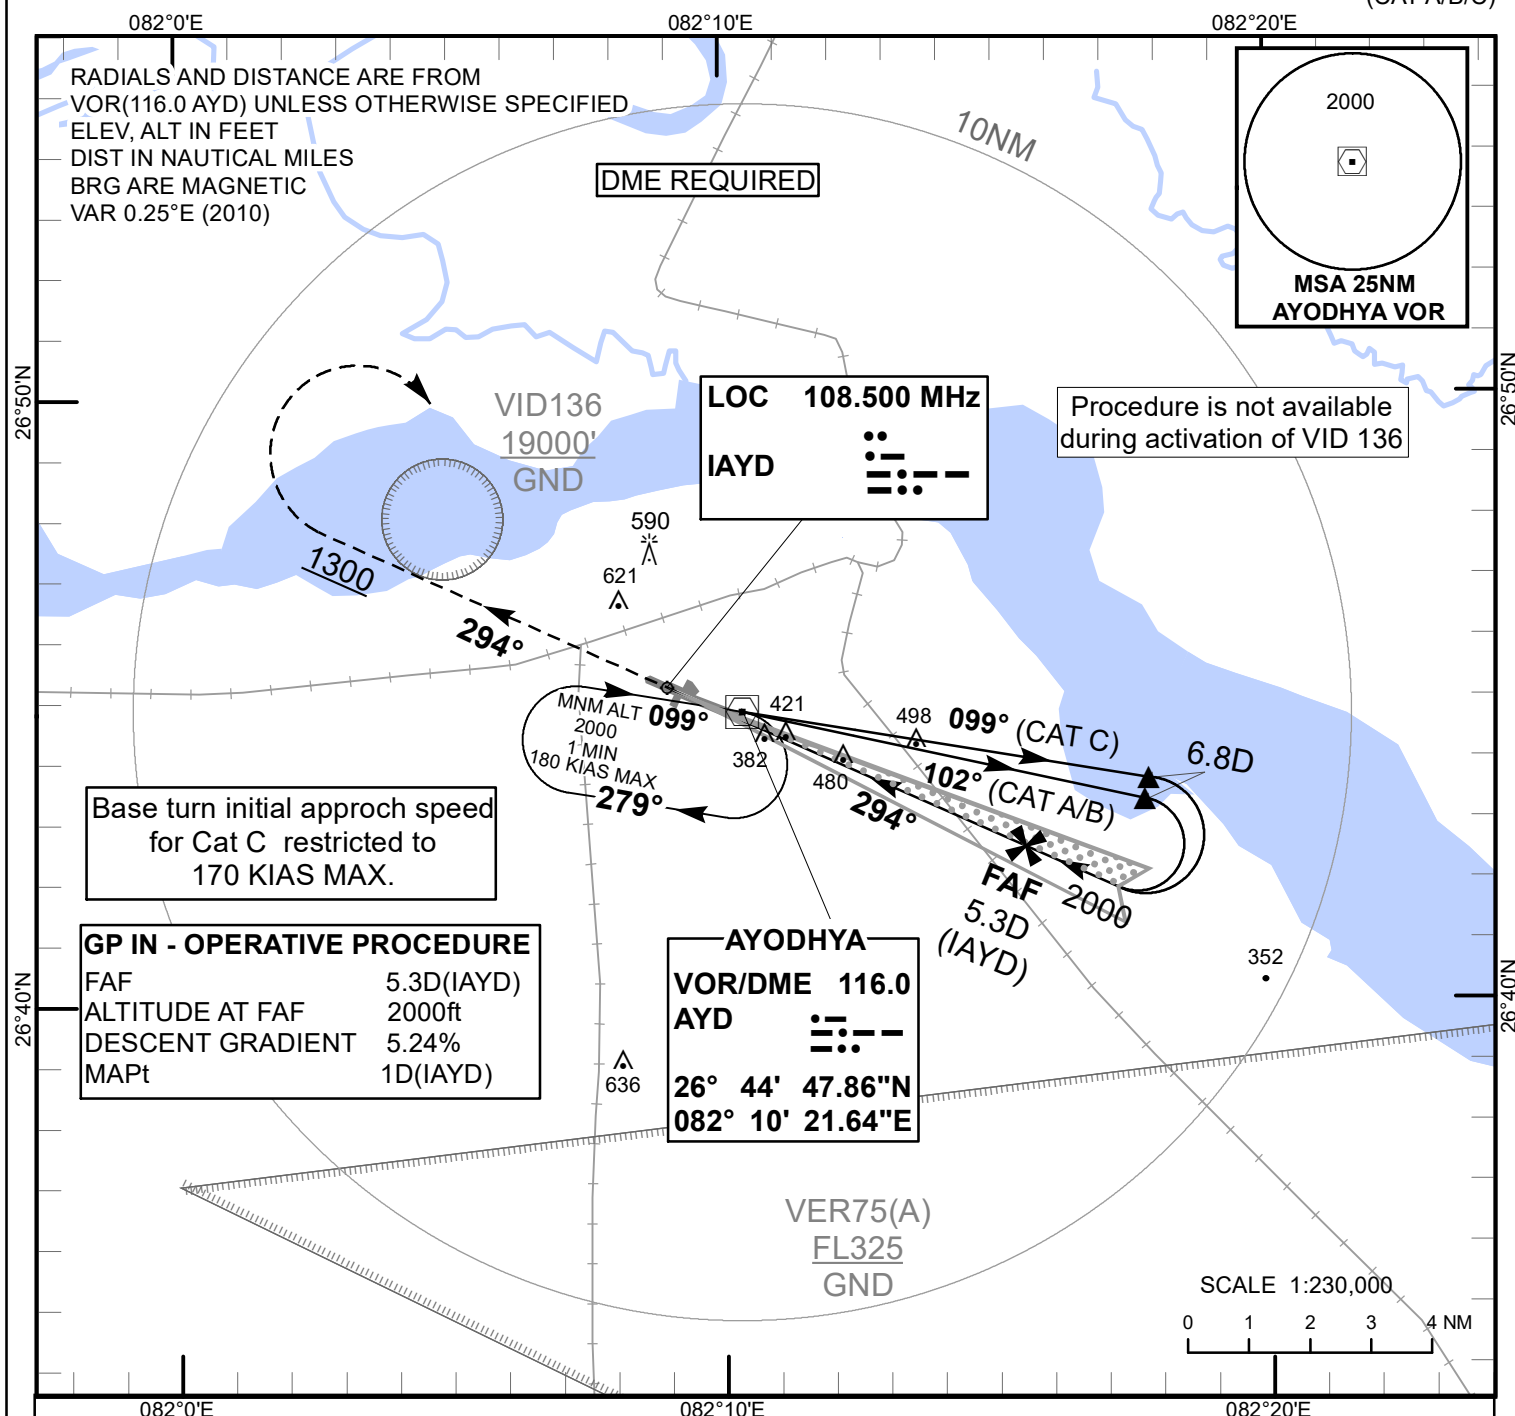 (CAT A/B/C)
082°0'E
082°10'E
082°20'E
RADIALS AND DISTANCE ARE FROM
VOR(116.0 AYD) UNLESS OTHERWISE SPECIFIED
ELEV, ALT IN FEET
DIST IN NAUTICAL MILES
BRG ARE MAGNETIC
VAR 0.25°E (2010)
10NM
DME REQUIRED
2000
MSA 25NM
AYODHYA VOR
26°50'N
26°50'N
VID136
19000'
GND
LOC 108.500 MHz
IAYD
Procedure is not available
during activation of VID 136
590
621
1300
294°
MNM ALT
2000
1 MIN
180 KIAS MAX
099°
279°
421
382
480
498
099° (CAT C)
102° (CAT A/B)
6.8D
294°
FAF
5.3D
(IAYD)
2000
Base turn initial approch speed
for Cat C restricted to
170 KIAS MAX.
GP IN - OPERATIVE PROCEDURE
FAF 5.3D(IAYD)
ALTITUDE AT FAF 2000ft
DESCENT GRADIENT 5.24%
MAPt 1D(IAYD)
AYODHYA
VOR/DME 116.0
AYD
26° 44' 47.86"N
082° 10' 21.64"E
352
636
26°40'N
26°40'N
VER75(A)
FL325
GND
SCALE 1:230,000
0 1 2 3 4 NM
082°0'E
082°10'E
082°20'E